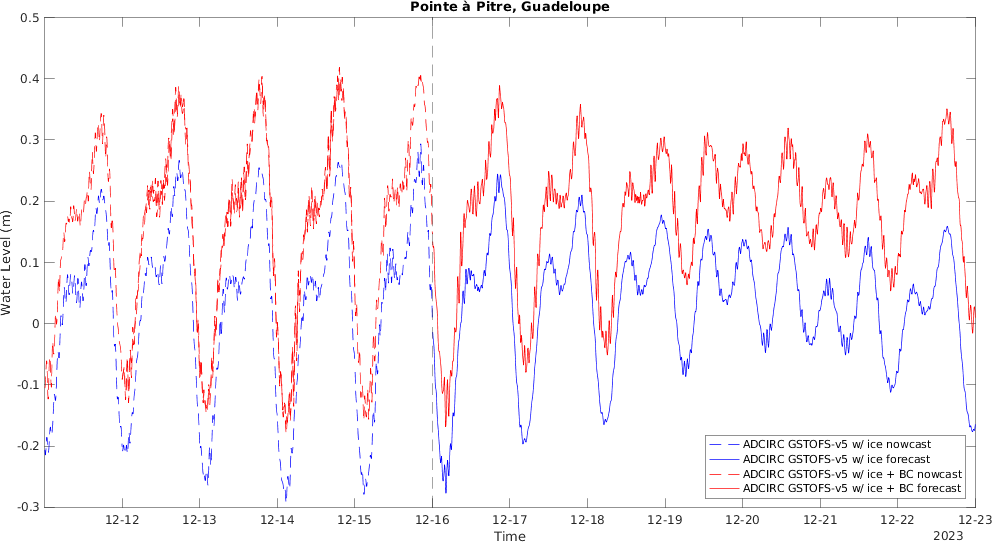 Pointe à Pitre, Guadeloupe
0.5
0.4
0.3
0.2
0.1
0
-0.1
-0.2
-0.3
Water Level (m)
ADCIRC GSTOFS-v5 w/ ice nowcast
ADCIRC GSTOFS-v5 w/ ice forecast
ADCIRC GSTOFS-v5 w/ ice + BC nowcast
ADCIRC GSTOFS-v5 w/ ice + BC forecast
12-12 12-13 12-14 12-15 12-16 12-17 12-18 12-19 12-20 12-21 12-22 12-23
Time
2023